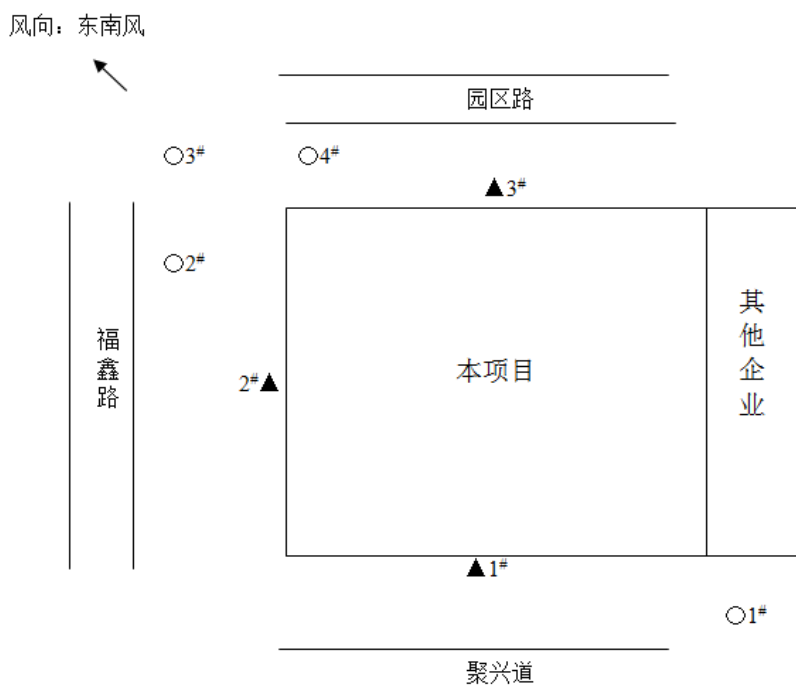 风向：东南风
园区路
○3#
○4#
▲3#
○2#
福鑫路
2#▲
本项目
其他企业
▲1#
○1#
聚兴道